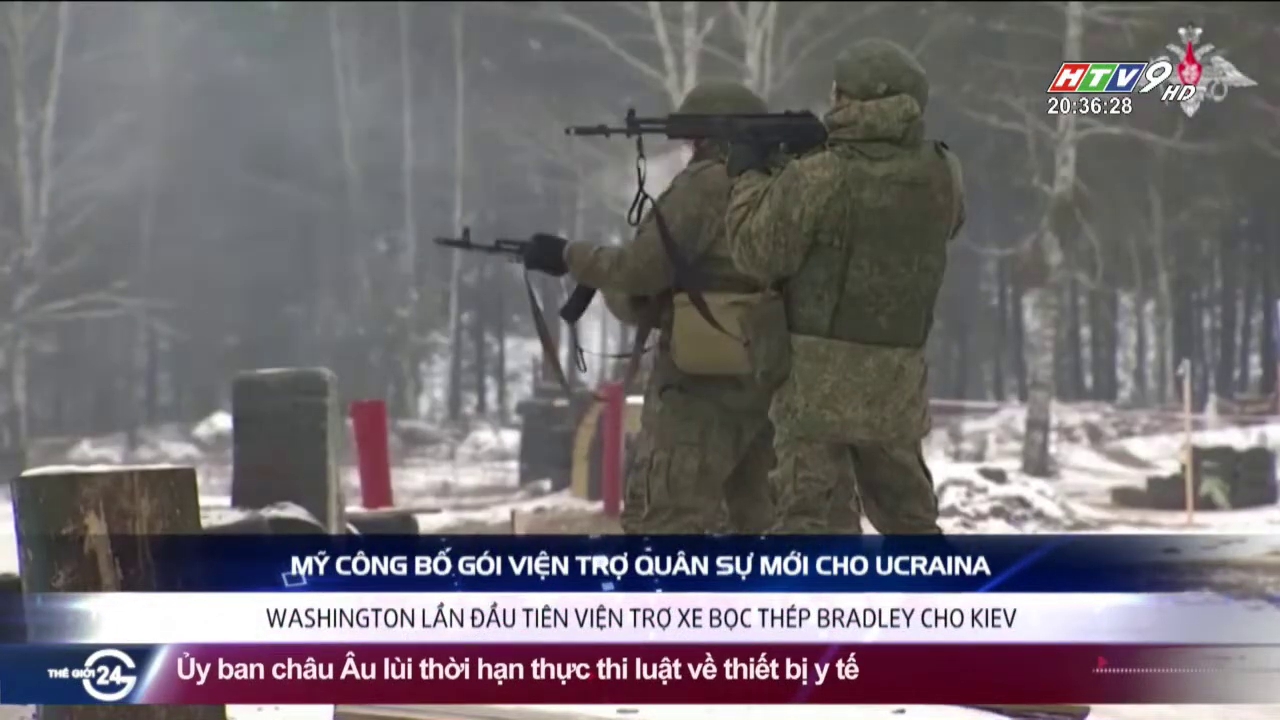 HTV9
HD
20:36:28
MỸ CÔNG BỐ GÓI VIỆN TRỢ QUÂN SỰ MỚI CHO UCRAINA
WASHINGTON LẦN ĐẦU TIÊN VIỆN TRỢ XE BỌC THÉP BRADLEY CHO KIEV
THẾ GIỚI 24G
Ủy ban châu Âu lùi thời hạn thực thi luật về thiết bị y tế